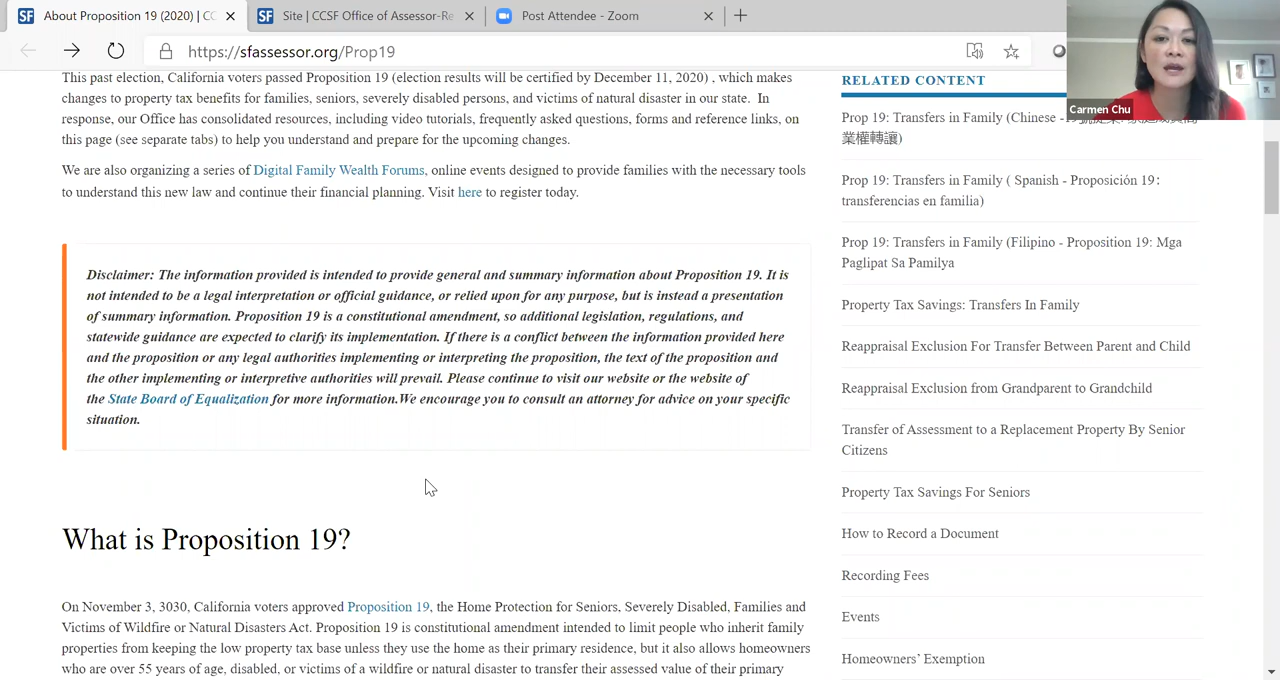 About Proposition 19 (2020) | CC
Site | CCSF Office of Assessor-Re
Post Attendee - Zoom
https://sfassessor.org/Prop19
Carmen Chu
This past election, California voters passed Proposition 19 (election results will be certified by December 11, 2020) , which makes
changes to property tax benefits for families, seniors, severely disabled persons, and victims of natural disaster in our state. In
response, our Office has consolidated resources, including video tutorials, frequently asked questions, forms and reference links, on
this page (see separate tabs) to help you understand and prepare for the upcoming changes.
We are also organizing a series of Digital Family Wealth Forums, online events designed to provide families with the necessary tools
to understand this new law and continue their financial planning. Visit here to register today.
Disclaimer: The information provided is intended to provide general and summary information about Proposition 19. It is
not intended to be a legal interpretation or official guidance, or relied upon for any purpose, but is instead a presentation
of summary information. Proposition 19 is a constitutional amendment, so additional legislation, regulations, and
statewide guidance are expected to clarify its implementation. If there is a conflict between the information provided here
and the proposition or any legal authorities implementing or interpreting the proposition, the text of the proposition and
the other implementing or interpretive authorities will prevail. Please continue to visit our website or the website of
the State Board of Equalization for more information.We encourage you to consult an attorney for advice on your specific
situation.
What is Proposition 19?
On November 3, 3030, California voters approved Proposition 19, the Home Protection for Seniors, Severely Disabled, Families and
Victims of Wildfire or Natural Disasters Act. Proposition 19 is constitutional amendment intended to limit people who inherit family
properties from keeping the low property tax base unless they use the home as their primary residence, but it also allows homeowners
who are over 55 years of age, disabled, or victims of a wildfire or natural disaster to transfer their assessed value of their primary
RELATED CONTENT
Prop 19: Transfers in Family (Chinese
業權轉讓)
Prop 19: Transfers in Family ( Spanish - Proposición 19:
transferencias en familia)
Prop 19: Transfers in Family (Filipino - Proposition 19: Mga
Paglipat Sa Pamilya
Property Tax Savings: Transfers In Family
Reappraisal Exclusion For Transfer Between Parent and Child
Reappraisal Exclusion from Grandparent to Grandchild
Transfer of Assessment to a Replacement Property By Senior
Citizens
Property Tax Savings For Seniors
How to Record a Document
Recording Fees
Events
Homeowners' Exemption